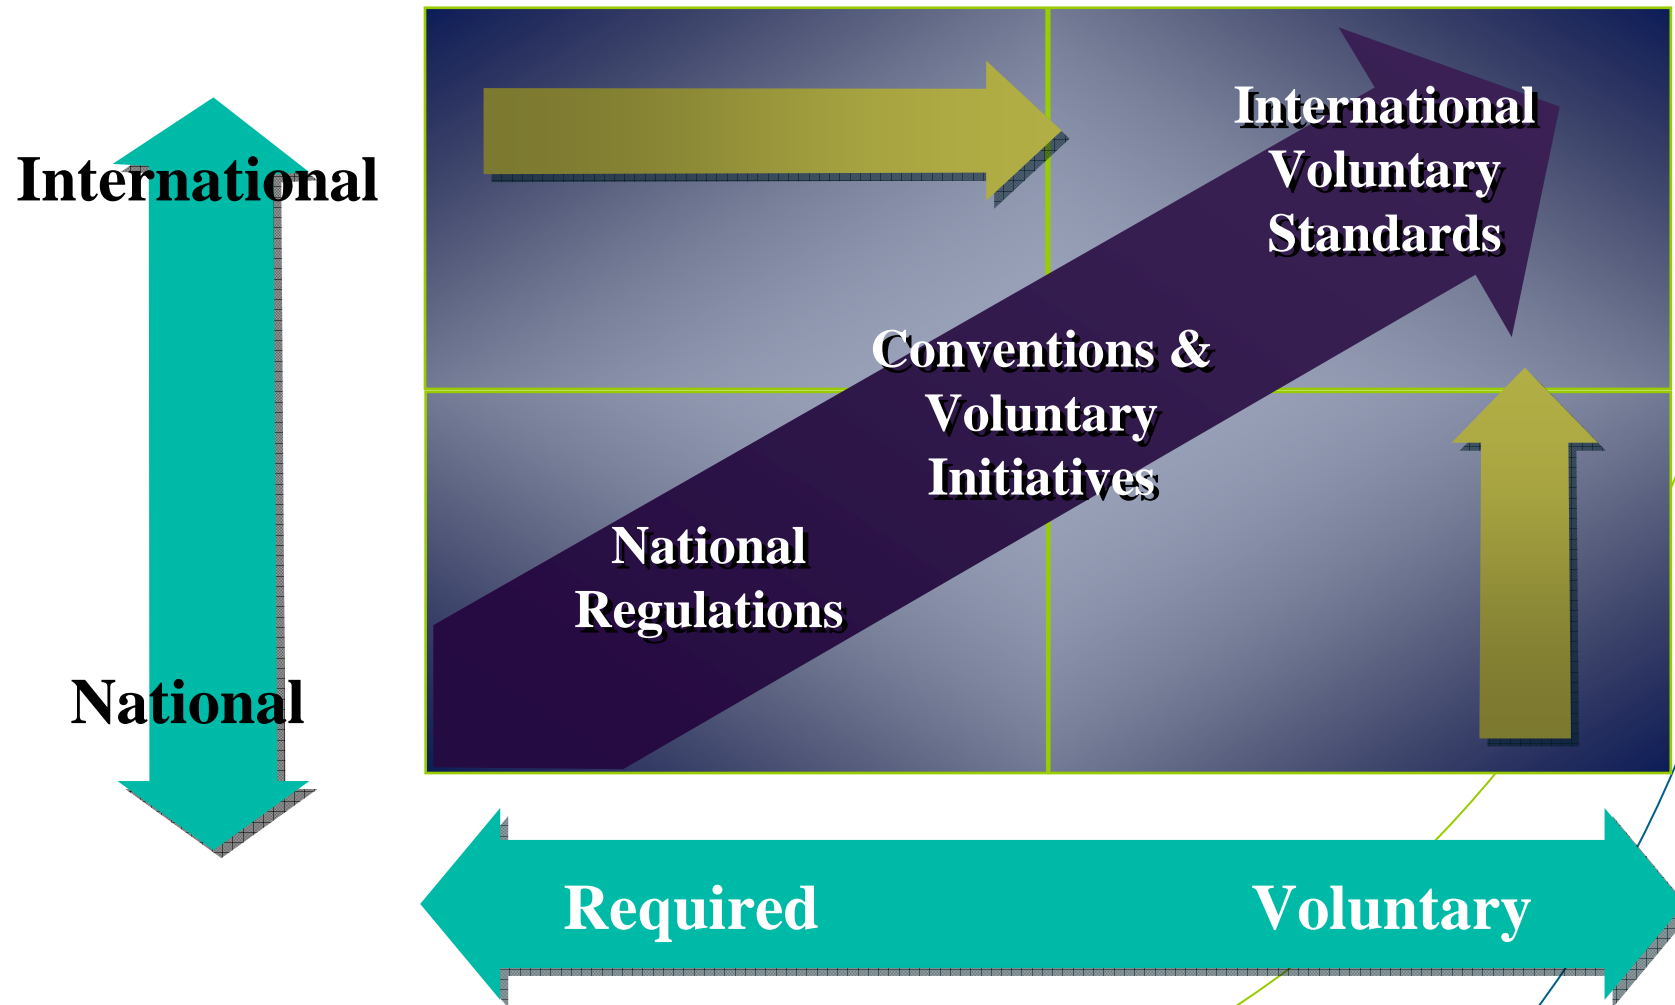 International
National
International
Voluntary
Standards
Conventions &
Voluntary
Initiatives
National
Regulations
Required
Voluntary